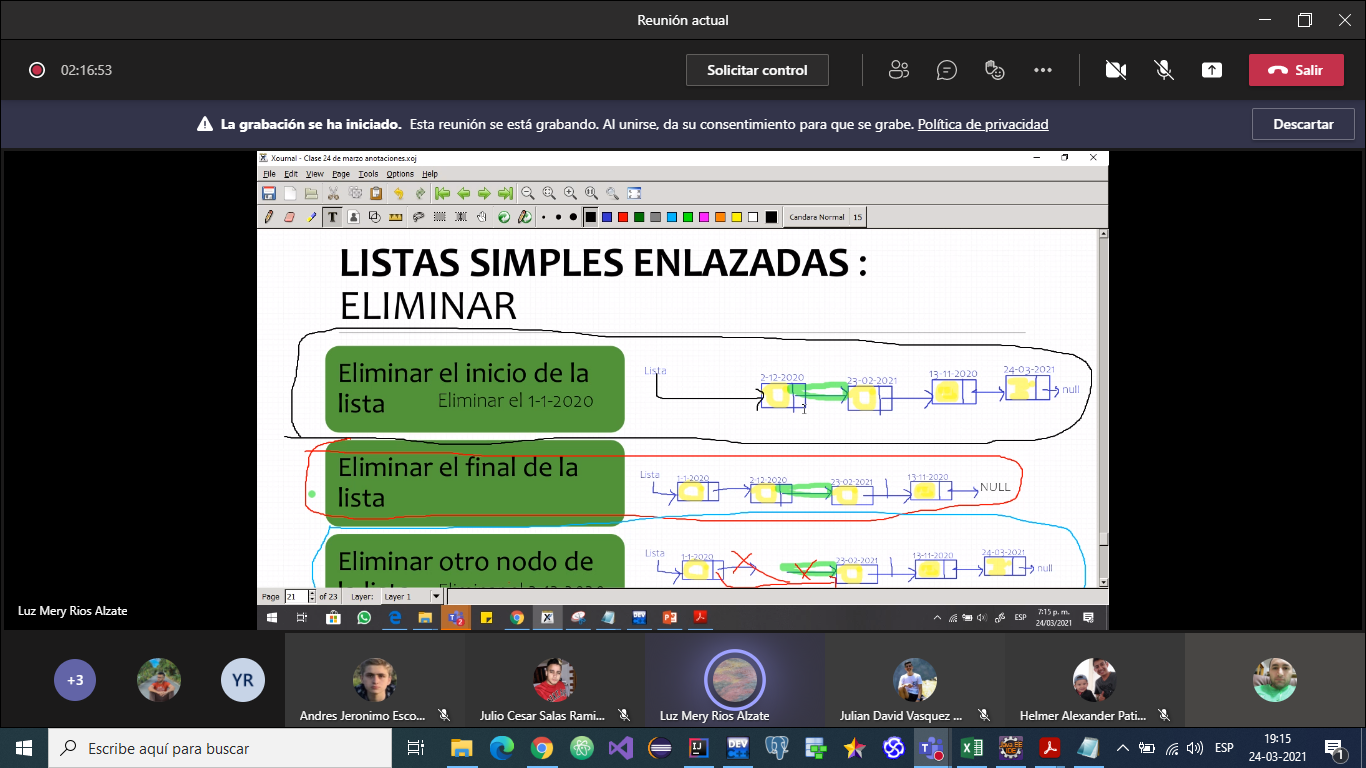 Reunión actual
02:16:53
Solicitar control
Salir
La grabación se ha iniciado. Esta reunión se está grabando. Al unirse, da su consentimiento para que se grabe. Política de privacidad
Descartar
Xournal - Clase 24 de marzo anotaciones.xoj
File Edit View Page Tools Options Help
Candara Normal 15
LISTAS SIMPLES ENLAZADAS :
ELIMINAR
Eliminar el inicio de la
lista Eliminar el 1-1-2020
Lista
2-12-2020
23-02-2021
13-11-2020
24-03-2021
null
Eliminar el final de la
lista
Lista
1-1-2020
2-12-2020
23-02-2021
13-11-2020
NULL
Eliminar otro nodo de
Lista
1-1-2020
23-02-2021
13-11-2020
24-03-2021
null
Page 21 of 23 Layer: Layer 1
ESP
7:15 p. m.
24/03/2021
Luz Mery Rios Alzate
+3
YR
Andres Jeronimo Esco...
Julio Cesar Salas Rami...
Luz Mery Rios Alzate
Julian David Vasquez ...
Helmer Alexander Pati...
Escribe aquí para buscar
DEV
ESP
19:15
24-03-2021
1